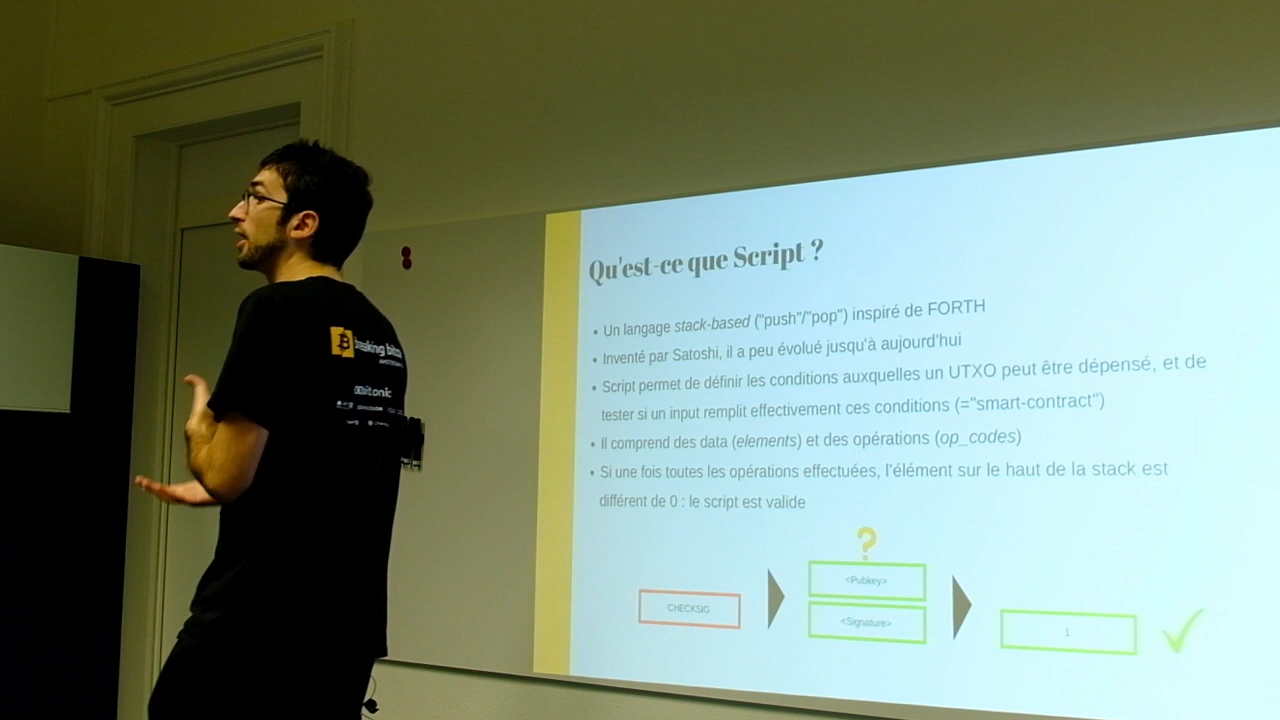 Qu'est-ce que Script ?
• Un langage stack-based ("push"/"pop") inspiré de FORTH
• Inventé par Satoshi, il a peu évolué jusqu'à aujourd'hui
• Script permet de définir les conditions auxquelles un UTXO peut être dépensé, et de
tester si un input remplit effectivement ces conditions (="smart-contract")
• Il comprend des data (elements) et des opérations (op_codes)
• Si une fois toutes les opérations effectuées, l'élément sur le haut de la stack est
différent de 0 : le script est valide
?
CHECKSIG
<Pubkey>
<Signature>
1
breaking bitco
bitonic